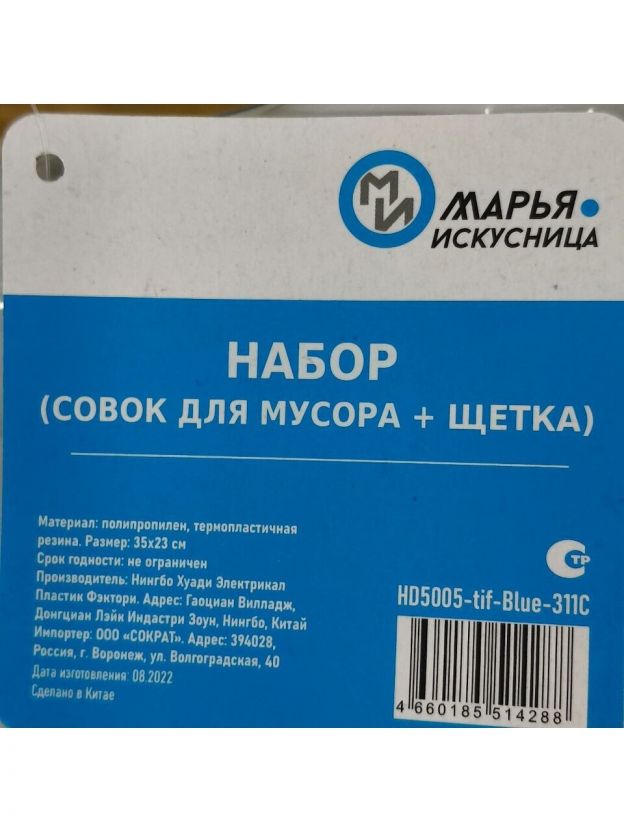 МИ
МАРЬЯ
ИСКУСНИЦА
НАБОР
(СОВОК ДЛЯ МУСОРА + ЩЕТКА)
Материал: полипропилен, термопластичная
резина. Размер: 35х23 см
Срок годности: не ограничен
Производитель: Нингбо Хуади Электрикал
Пластик Фэктори. Адрес: Гаоциан Вилладж,
Донгциан Лэйк Индастри Зоун, Нингбо, Китай
Импортер: ООО «СОКРАТ». Адрес: 394028,
Россия, г. Воронеж, ул. Волгоградская, 40
Дата изготовления: 08.2022
Сделано в Китае
СТР
HD5005-tif-Blue-311C
4 660185 514288